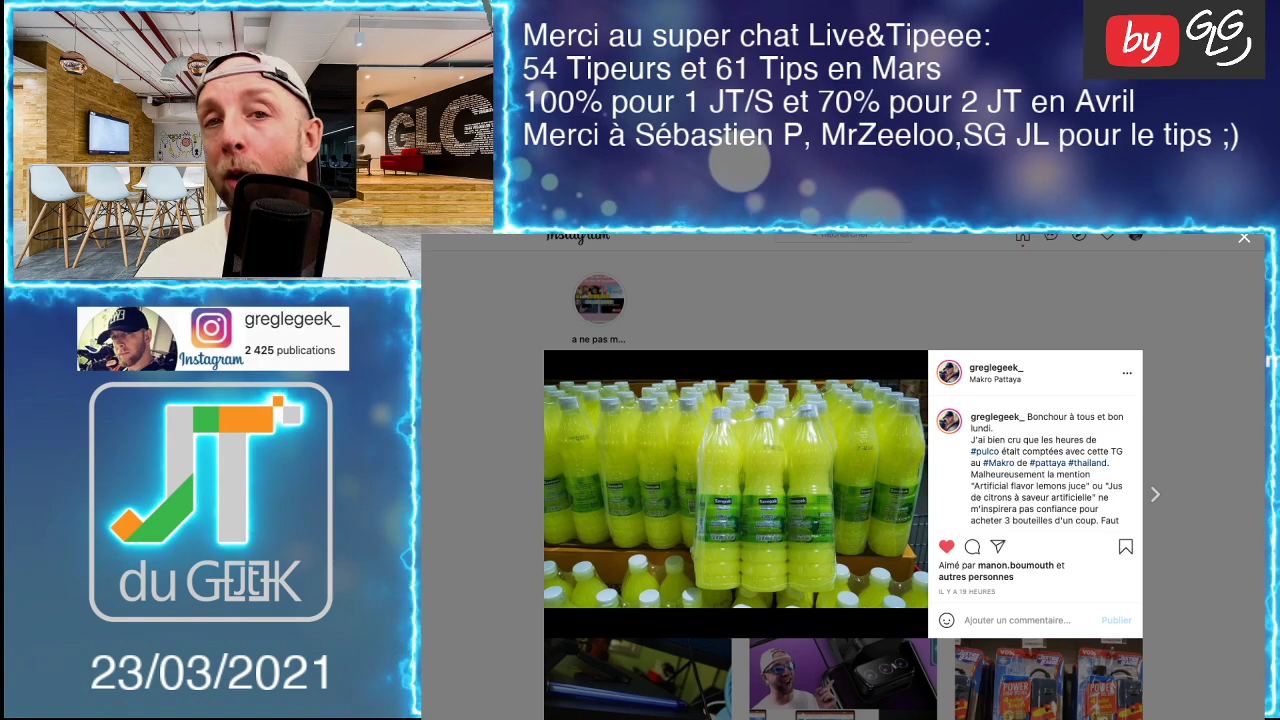 Merci au super chat Live&Tipeee:
54 Tipeurs et 61 Tips en Mars
100% pour 1 JT/S et 70% pour 2 JT en Avril
Merci à Sébastien P, MrZeeloo,SG JL pour le tips ;)
by GLG
GLG
greglegeek_
Instagram
2 425 publications
JT
du GEEK
23/03/2021
Instagram
a ne pas m...
greglegeek_
Makro Pattaya
...
greglegeek_ Bonchour à tous et bon
lundi.
J'ai bien cru que les heures de
#pulco était comptées avec cette TG
au #Makro de #pattaya #thailand.
Malheureusement la mention
"Artificial flavor lemons juce" ou "Jus
de citrons à saveur artificielle" ne
m'inspirera pas confiance pour
acheter 3 bouteilles d'un coup. Faut
Aimé par manon.boumouth et
autres personnes
IL Y A 19 HEURES
Ajouter un commentaire...
Publier
POWER
POWER